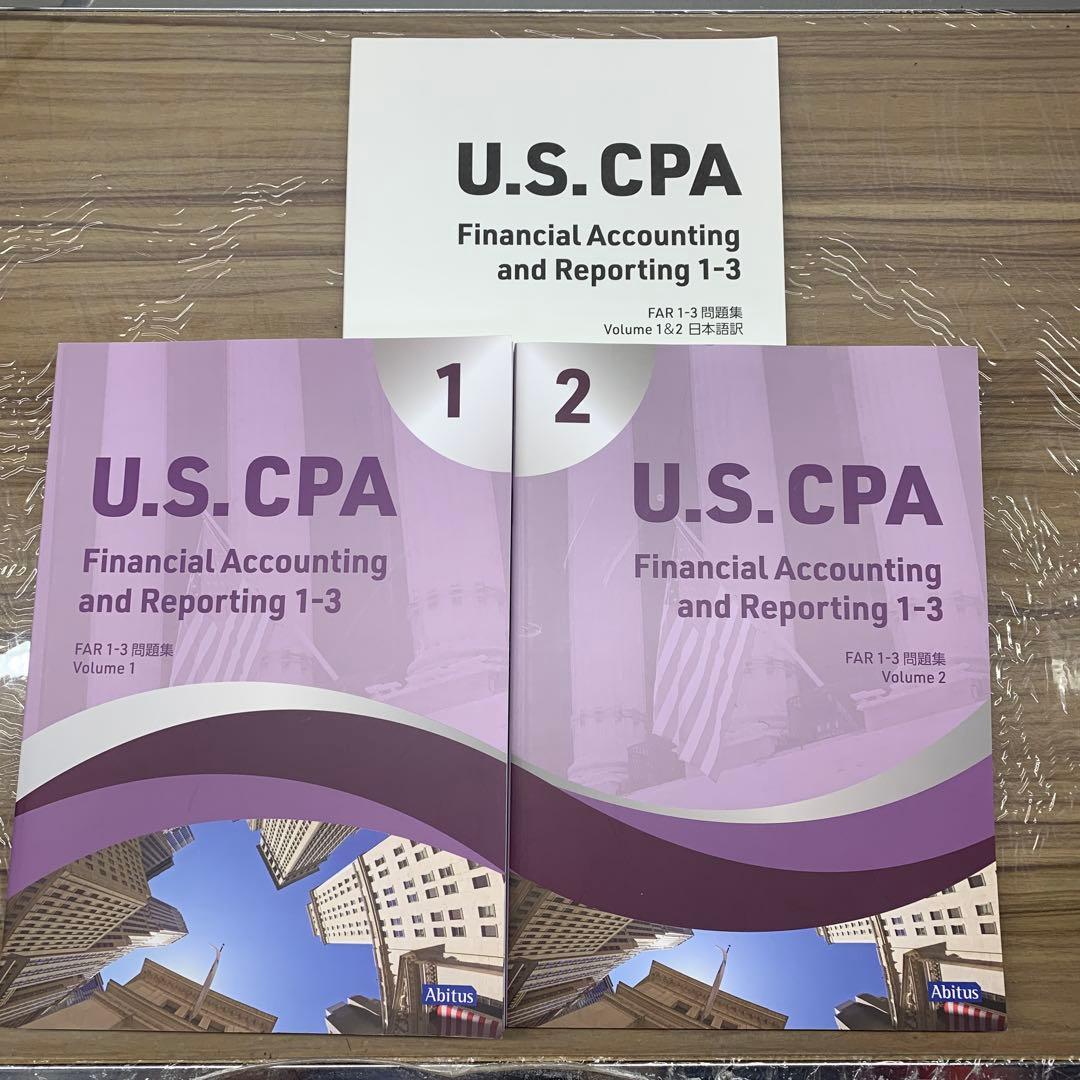 U.S. CPA
Financial Accounting
and Reporting 1-3
FAR 1-3 問題集
Volume 1&2 日本語訳
1
U.S. CPA
Financial Accounting
and Reporting 1-3
FAR 1-3 問題集
Volume 1
Abitus
2
U.S. CPA
Financial Accounting
and Reporting 1-3
FAR 1-3 問題集
Volume 2
Abitus